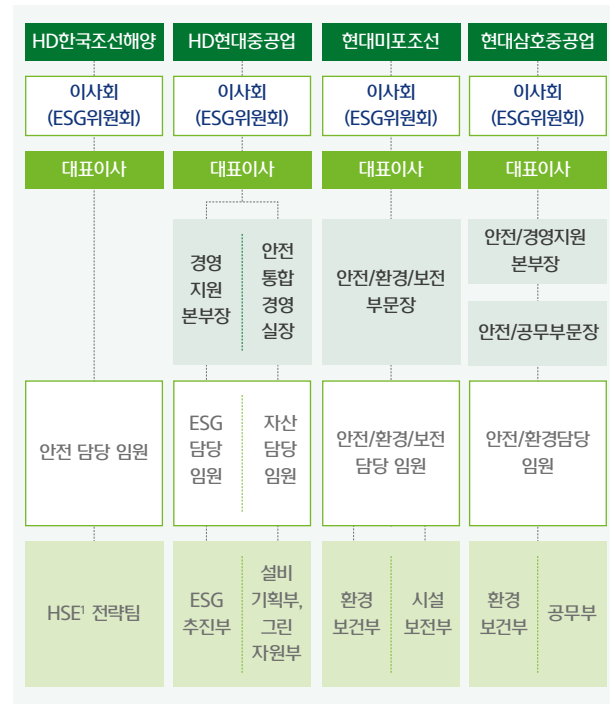 HD한국조선해양
HD현대중공업
현대미포조선
현대삼호중공업
이사회
(ESG위원회)
이사회
(ESG위원회)
이사회
(ESG위원회)
이사회
(ESG위원회)
대표이사
대표이사
대표이사
대표이사
경영
지원
본부장
안전
통합
경영
실장
안전/환경/보전
부문장
안전/경영지원
본부장
안전/공무부문장
안전 담당 임원
ESG
담당
임원
자산
담당
임원
안전/환경/보전
담당 임원
안전/환경담당
임원
HSE¹ 전략팀
ESG
추진부
설비
기획부,
그린
자원부
환경
보건부
시설
보전부
환경
보건부
공무부